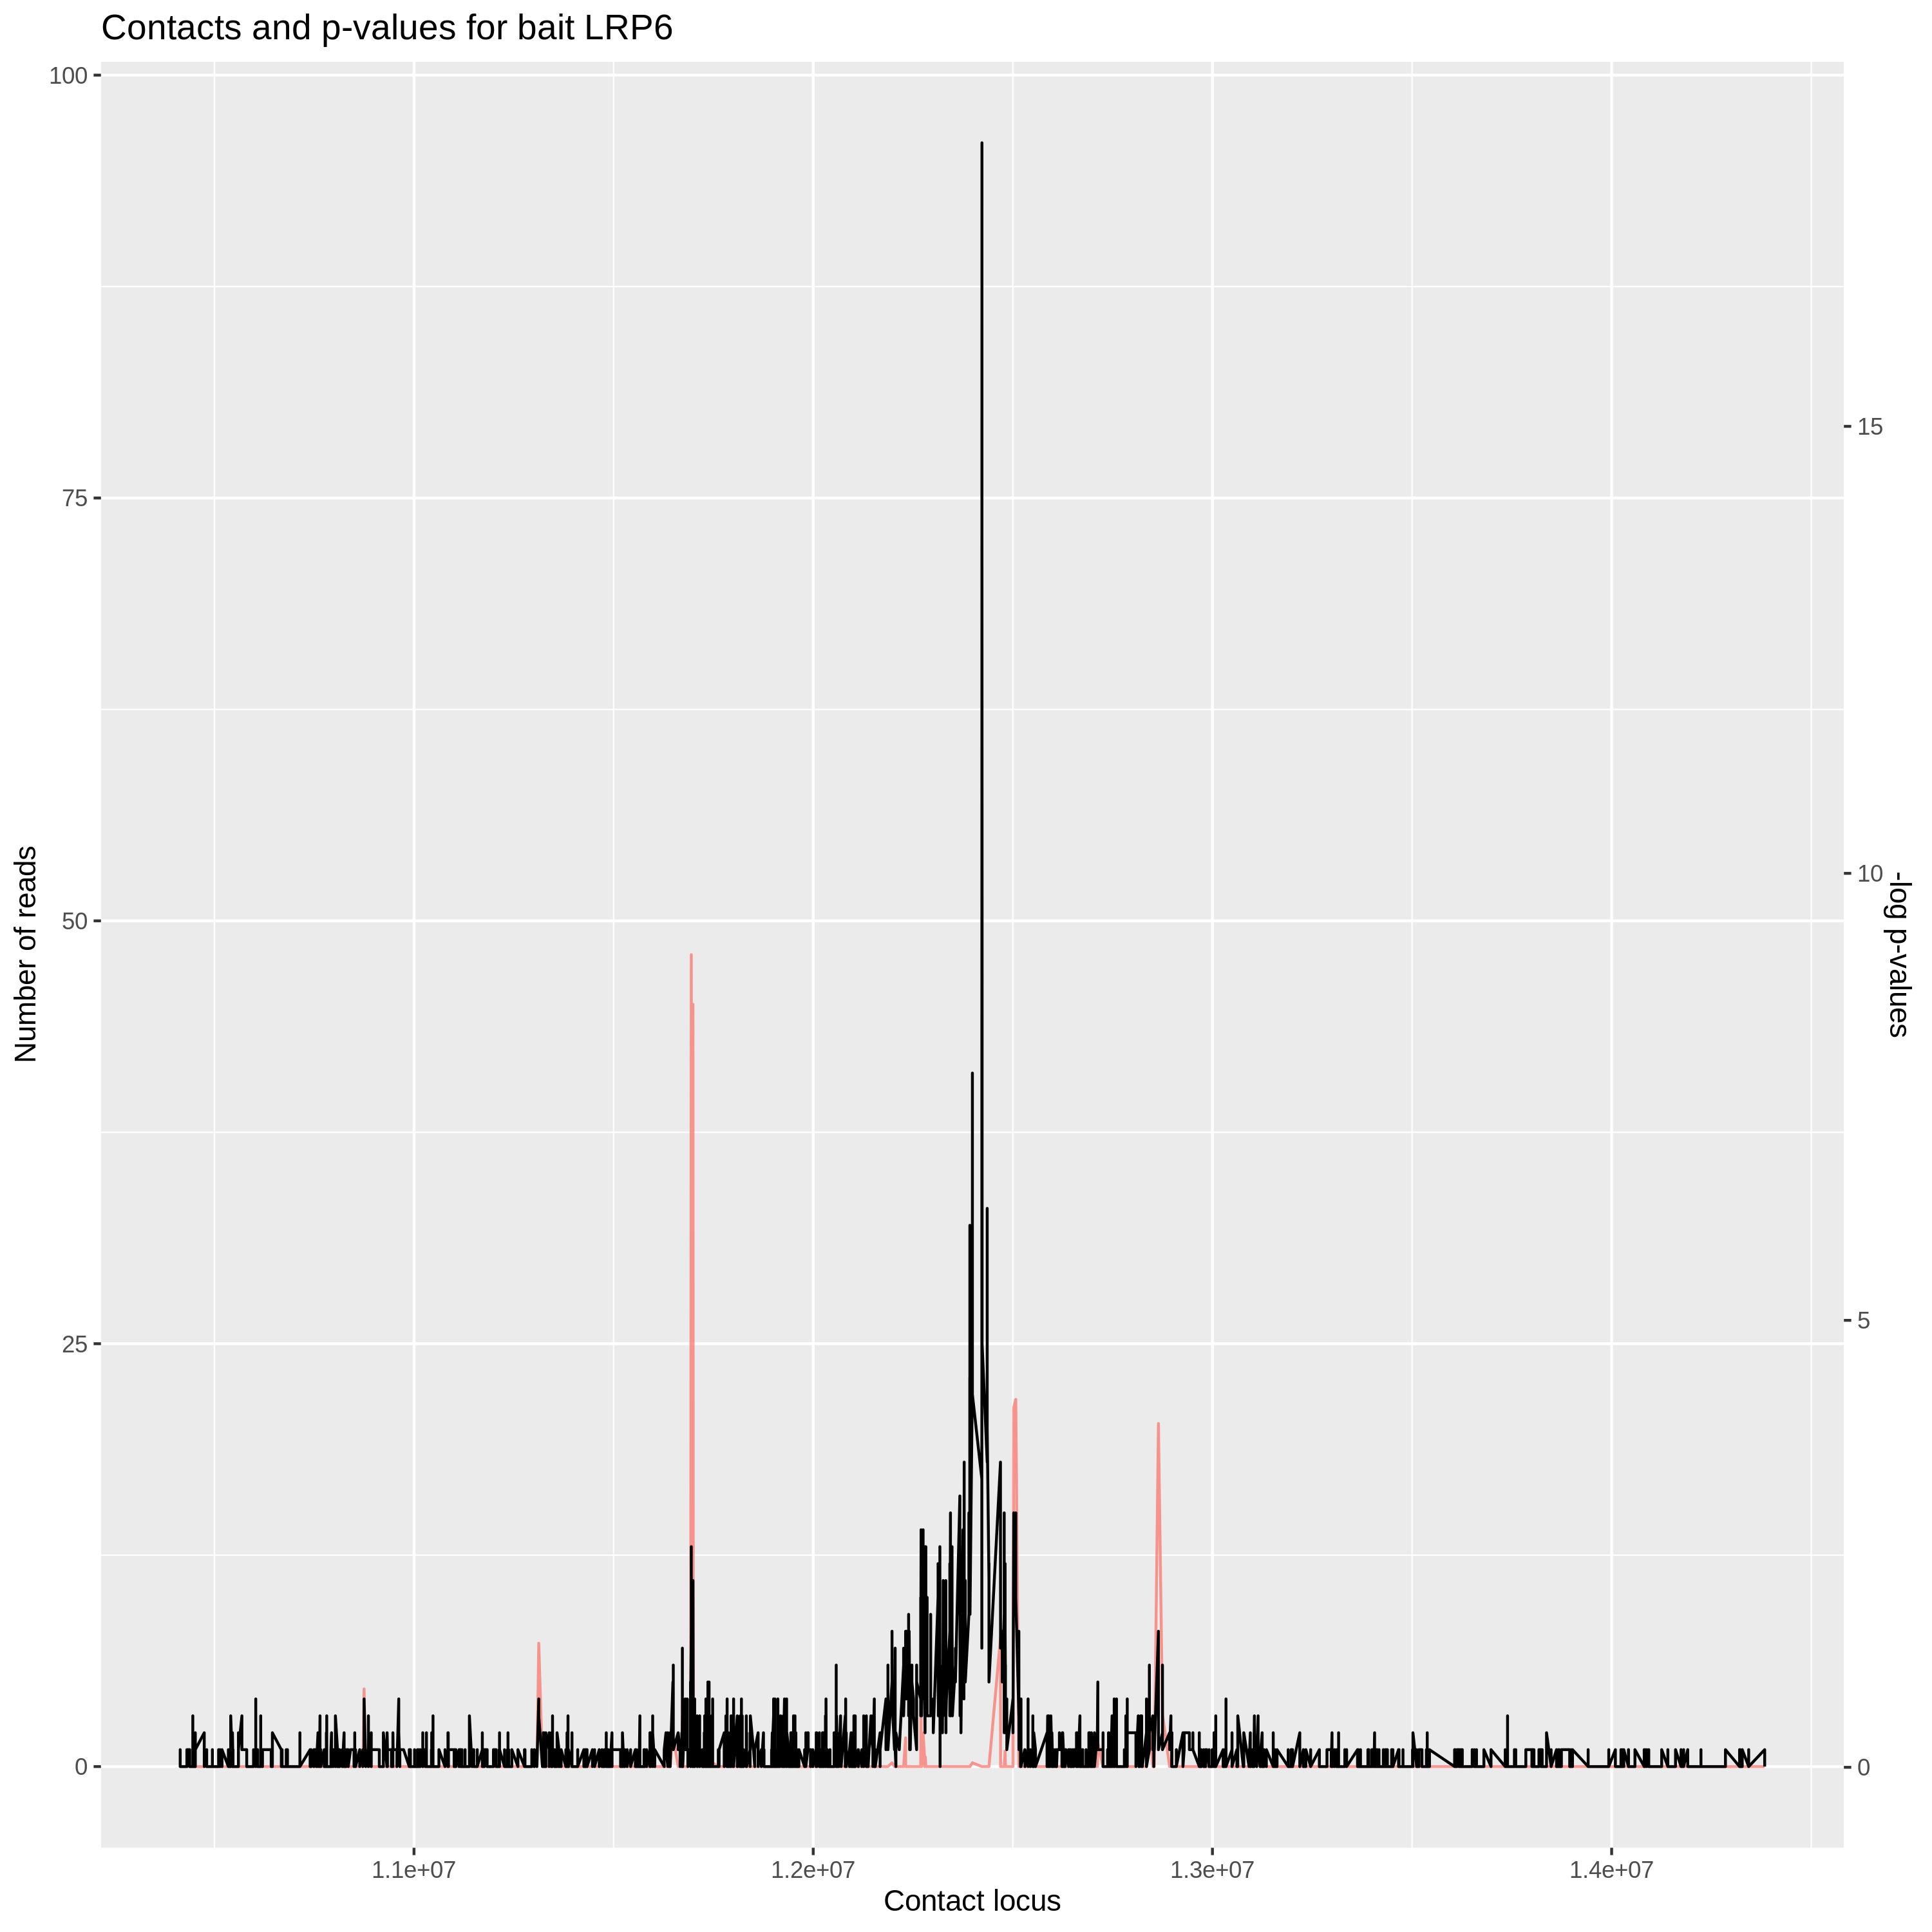 Contacts and p-values for bait LRP6
100
75
50
25
0
Number of reads
15
10
5
0
-log p-values
1.1e+07
1.2e+07
1.3e+07
1.4e+07
Contact locus